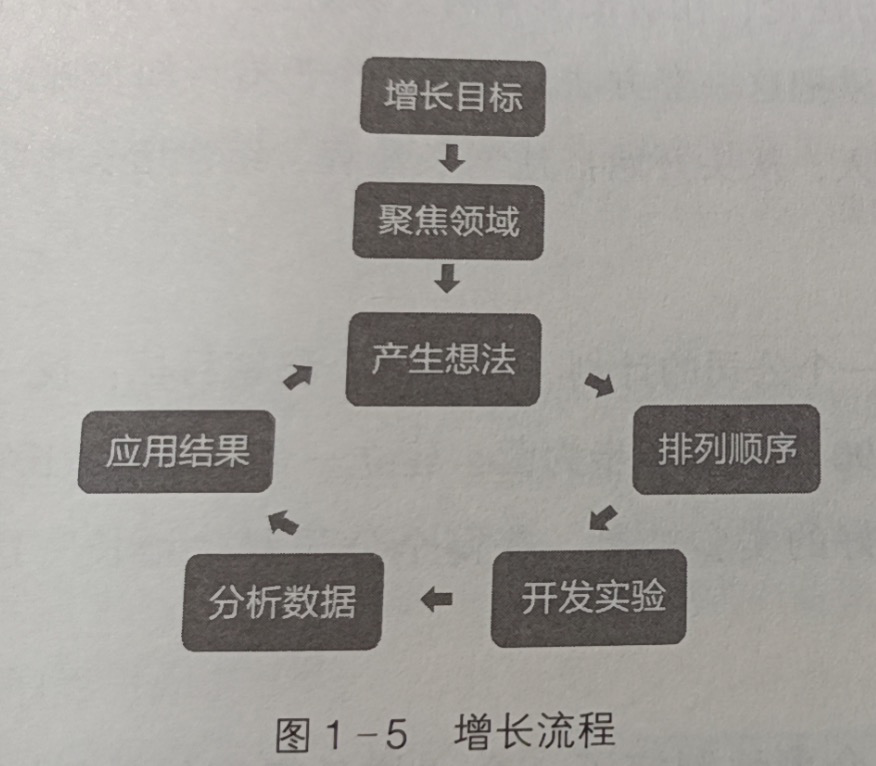 增长目标
聚焦领域
产生想法
排列顺序
开发实验
分析数据
应用结果
图1-5 增长流程